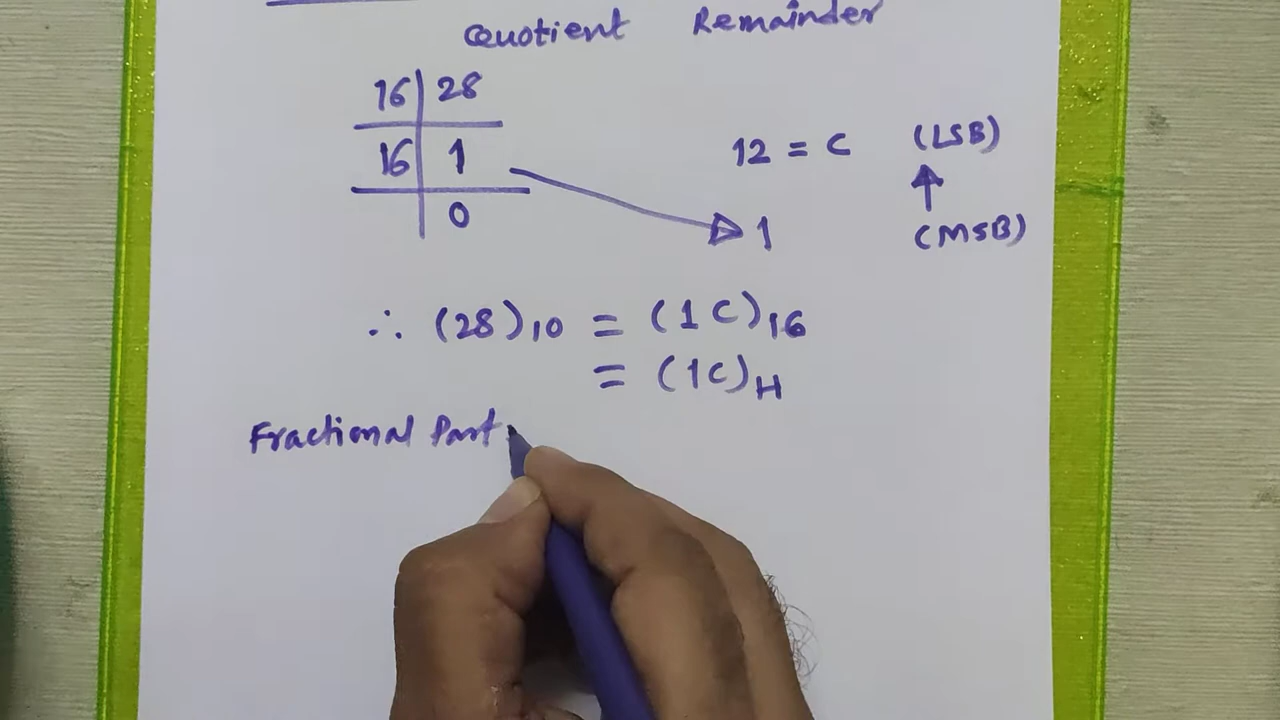 Quotient Remainder
16 28
16 1 12 = C (LSB)
0 1 (MSB)
∴ (28)10 = (1C)16
= (1C)H
Fractional Part